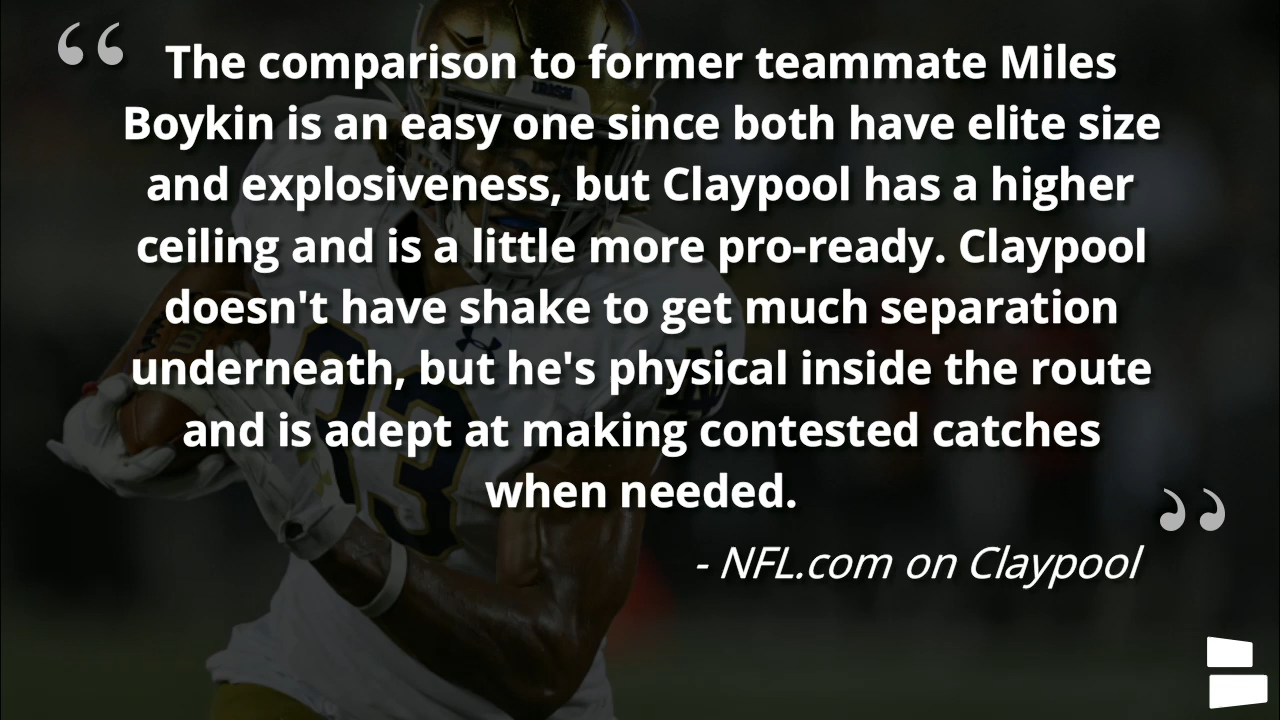 “ The comparison to former teammate Miles
Boykin is an easy one since both have elite size
and explosiveness, but Claypool has a higher
ceiling and is a little more pro-ready. Claypool
doesn't have shake to get much separation
underneath, but he's physical inside the route
and is adept at making contested catches
when needed. ”
- NFL.com on Claypool
IRISH
83